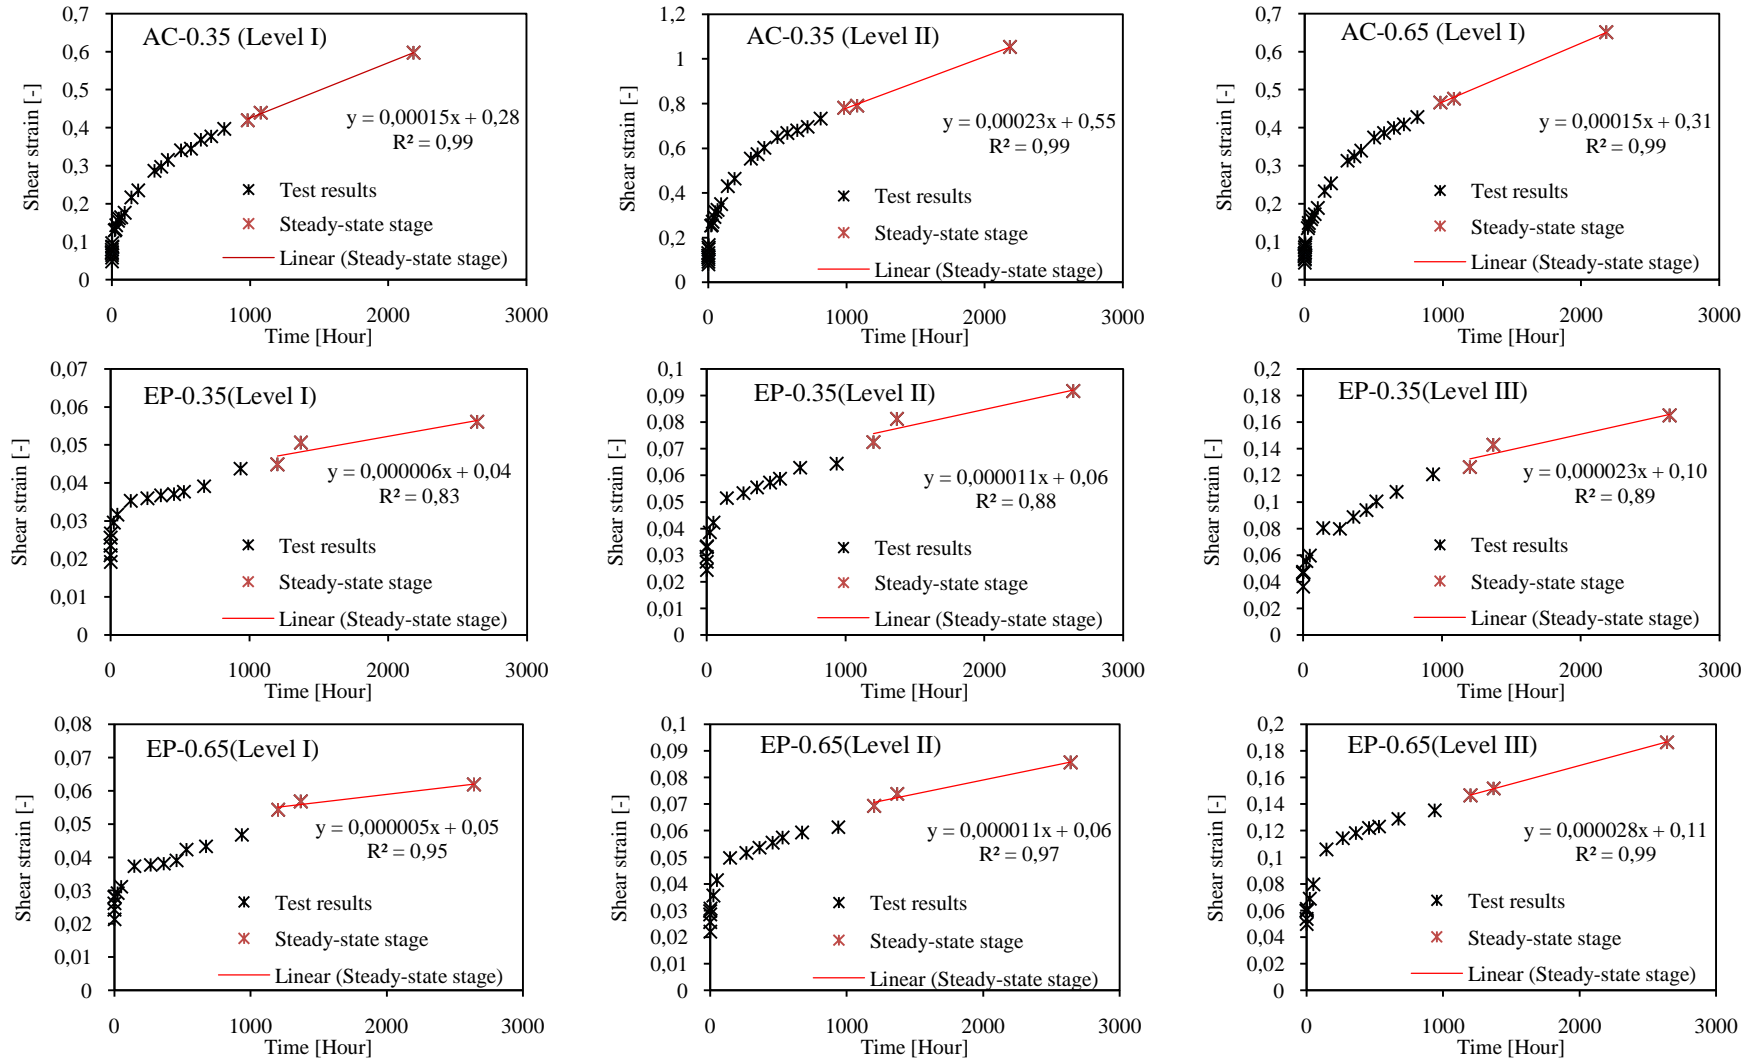 AC-0.35 (Level I)
Shear strain [-]
0,7
0,6
0,5
0,4
0,3
0,2
0,1
0
y = 0,00015x + 0,28
R² = 0,99
Test results
Steady-state stage
Linear (Steady-state stage)
0 1000 2000 3000
Time [Hour]
AC-0.35 (Level II)
Shear strain [-]
1,2
1
0,8
0,6
0,4
0,2
0
y = 0,00023x + 0,55
R² = 0,99
Test results
Steady-state stage
Linear (Steady-state stage)
0 1000 2000 3000
Time [Hour]
AC-0.65 (Level I)
Shear strain [-]
0,7
0,6
0,5
0,4
0,3
0,2
0,1
0
y = 0,00015x + 0,31
R² = 0,99
Test results
Steady-state stage
Linear (Steady-state stage)
0 1000 2000 3000
Time [Hour]
EP-0.35(Level I)
Shear strain [-]
0,07
0,06
0,05
0,04
0,03
0,02
0,01
0
y = 0,000006x + 0,04
R² = 0,83
Test results
Steady-state stage
Linear (Steady-state stage)
0 1000 2000 3000
Time [Hour]
EP-0.35(Level II)
Shear strain [-]
0,1
0,09
0,08
0,07
0,06
0,05
0,04
0,03
0,02
0,01
0
y = 0,000011x + 0,06
R² = 0,88
Test results
Steady-state stage
Linear (Steady-state stage)
0 1000 2000 3000
Time [Hour]
EP-0.35(Level III)
Shear strain [-]
0,2
0,18
0,16
0,14
0,12
0,1
0,08
0,06
0,04
0,02
0
y = 0,000023x + 0,10
R² = 0,89
Test results
Steady-state stage
Linear (Steady-state stage)
0 1000 2000 3000
Time [Hour]
EP-0.65(Level I)
Shear strain [-]
0,08
0,07
0,06
0,05
0,04
0,03
0,02
0,01
0
y = 0,000005x + 0,05
R² = 0,95
Test results
Steady-state stage
Linear (Steady-state stage)
0 1000 2000 3000
Time [Hour]
EP-0.65(Level II)
Shear strain [-]
0,1
0,09
0,08
0,07
0,06
0,05
0,04
0,03
0,02
0,01
0
y = 0,000011x + 0,06
R² = 0,97
Test results
Steady-state stage
Linear (Steady-state stage)
0 1000 2000 3000
Time [Hour]
EP-0.65(Level III)
Shear strain [-]
0,2
0,18
0,16
0,14
0,12
0,1
0,08
0,06
0,04
0,02
0
y = 0,000028x + 0,11
R² = 0,99
Test results
Steady-state stage
Linear (Steady-state stage)
0 1000 2000 3000
Time [Hour]